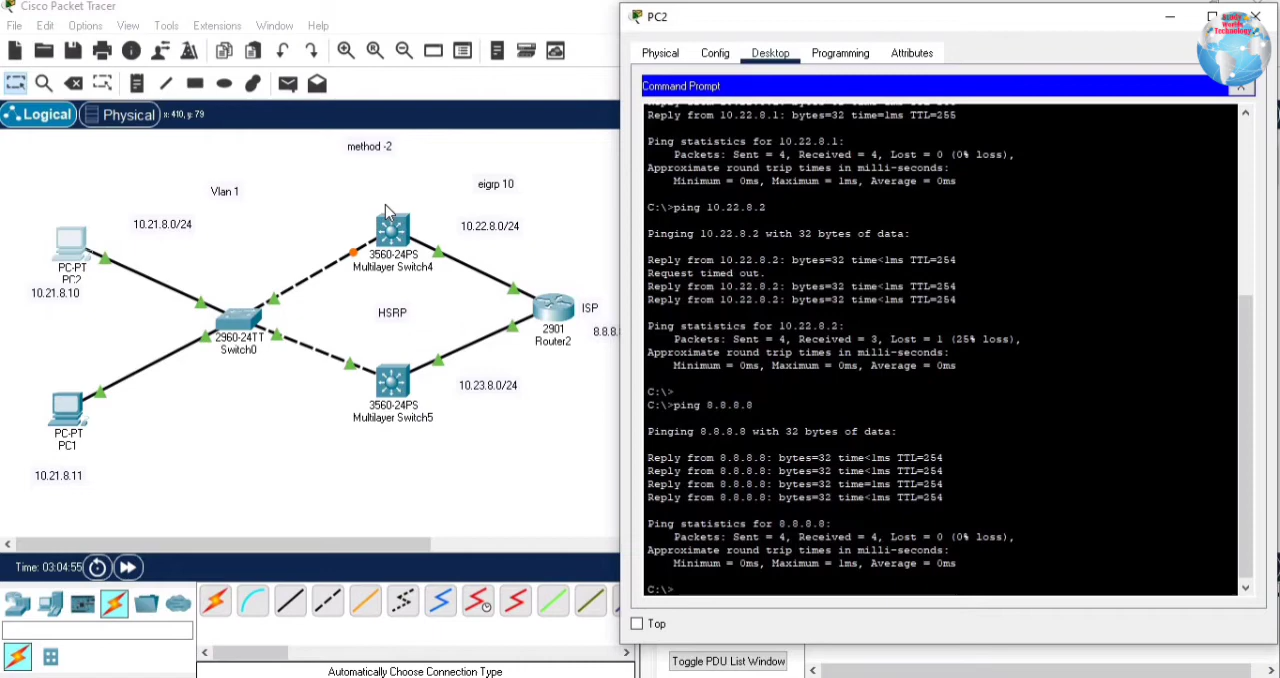 Cisco Packet Tracer
File Edit Options View Tools Extensions Window Help
Logical
Physical
x: 410, y: 79
method -2
Vlan 1
eigrp 10
10.21.8.0/24
10.22.8.0/24
3560-24PS
Multilayer Switch4
PC-PT
PC2
10.21.8.10
HSRP
ISP
2901
Router2
8.8.8.
2960-24TT
Switch0
10.23.8.0/24
3560-24PS
Multilayer Switch5
PC-PT
PC1
10.21.8.11
Time: 03:04:55
Automatically Choose Connection Type
PC2
Physical Config Desktop Programming Attributes
Command Prompt
Reply from 10.22.8.1: bytes=32 time=1ms TTL=255
Ping statistics for 10.22.8.1:
Packets: Sent = 4, Received = 4, Lost = 0 (0% loss),
Approximate round trip times in milli-seconds:
Minimum = 0ms, Maximum = 1ms, Average = 0ms
C:\>ping 10.22.8.2
Pinging 10.22.8.2 with 32 bytes of data:
Reply from 10.22.8.2: bytes=32 time<1ms TTL=254
Request timed out.
Reply from 10.22.8.2: bytes=32 time<1ms TTL=254
Reply from 10.22.8.2: bytes=32 time<1ms TTL=254
Ping statistics for 10.22.8.2:
Packets: Sent = 4, Received = 3, Lost = 1 (25% loss),
Approximate round trip times in milli-seconds:
Minimum = 0ms, Maximum = 0ms, Average = 0ms
C:\>
C:\>ping 8.8.8.8
Pinging 8.8.8.8 with 32 bytes of data:
Reply from 8.8.8.8: bytes=32 time<1ms TTL=254
Reply from 8.8.8.8: bytes=32 time<1ms TTL=254
Reply from 8.8.8.8: bytes=32 time=1ms TTL=254
Reply from 8.8.8.8: bytes=32 time<1ms TTL=254
Ping statistics for 8.8.8.8:
Packets: Sent = 4, Received = 4, Lost = 0 (0% loss),
Approximate round trip times in milli-seconds:
Minimum = 0ms, Maximum = 1ms, Average = 0ms
C:\>
Top
Toggle PDU List Window
Technology